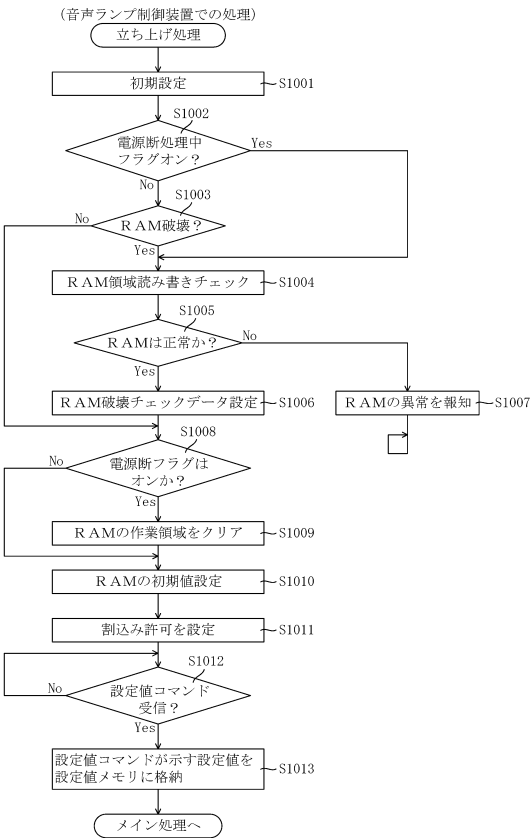 (音声ランプ制御装置での処理)
立ち上げ処理
初期設定
S1001
S1002
電源断処理中
フラグオン?
Yes
No
S1003
No
RAM破壊?
Yes
RAM領域読み書きチェック
S1004
S1005
RAMは正常か?
No
Yes
RAM破壊チェックデータ設定
S1006
RAMの異常を報知
S1007
S1008
No
電源断フラグは
オンか?
Yes
RAMの作業領域をクリア
S1009
RAMの初期値設定
S1010
割込み許可を設定
S1011
S1012
No
設定値コマンド
受信?
Yes
設定値コマンドが示す設定値を
設定値メモリに格納
S1013
メイン処理へ